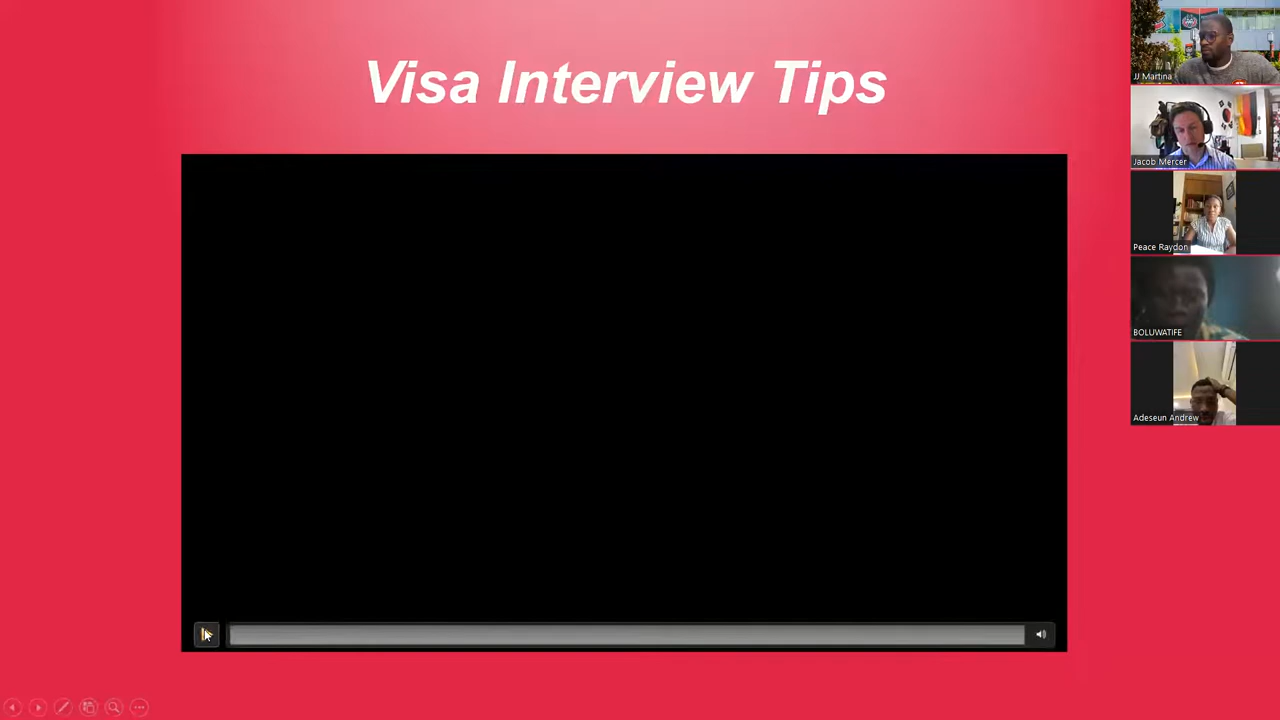 Visa Interview Tips
JJ Martina
Jacob Mercer
Peace Raydon
BOLUWATIFE
Adeseun Andrew